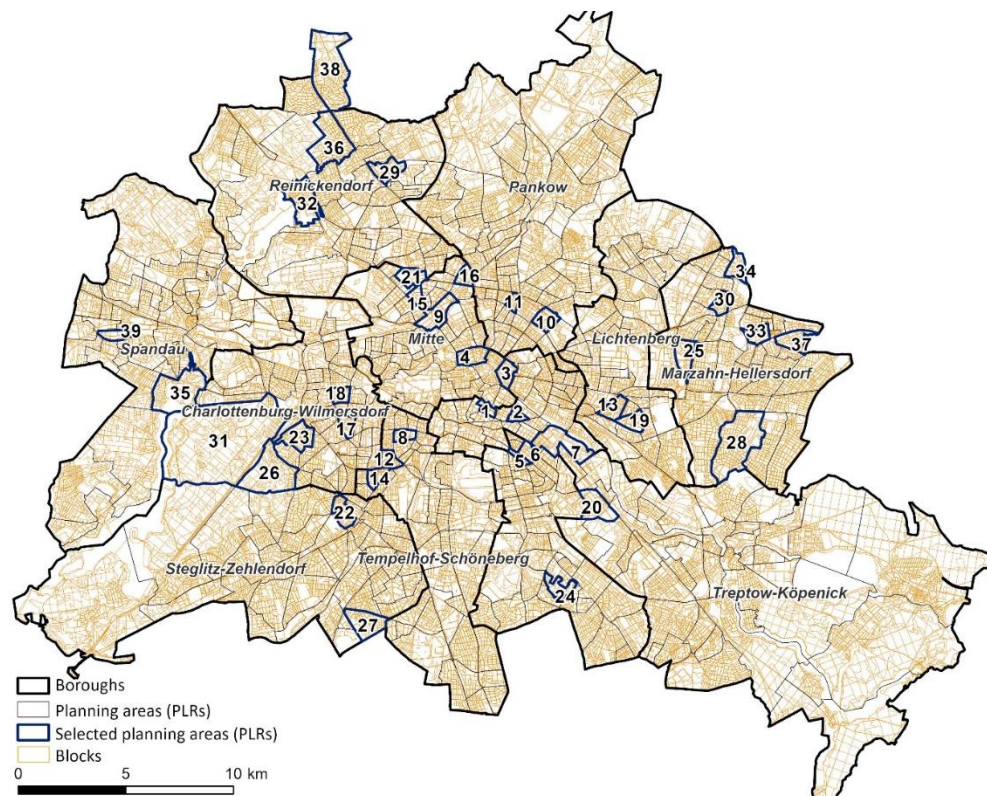 38
36
29
Reinickendorf
Pankow
32
21
16
34
15
11
30
9
10
39
Mitte
Lichtenberg
33
37
Spandau
4
25
3
Marzahn-Hellersdorf
35
18
13
Charlottenburg-Wilmersdorf
1
2
19
17
31
23
8
28
6
7
12
5
26
14
20
22
Steglitz-Zehlendorf
Tempelhof-Schöneberg
24
Treptow-Köpenick
27
Boroughs
Planning areas (PLRs)
Selected planning areas (PLRs)
Blocks
0 5 10 km